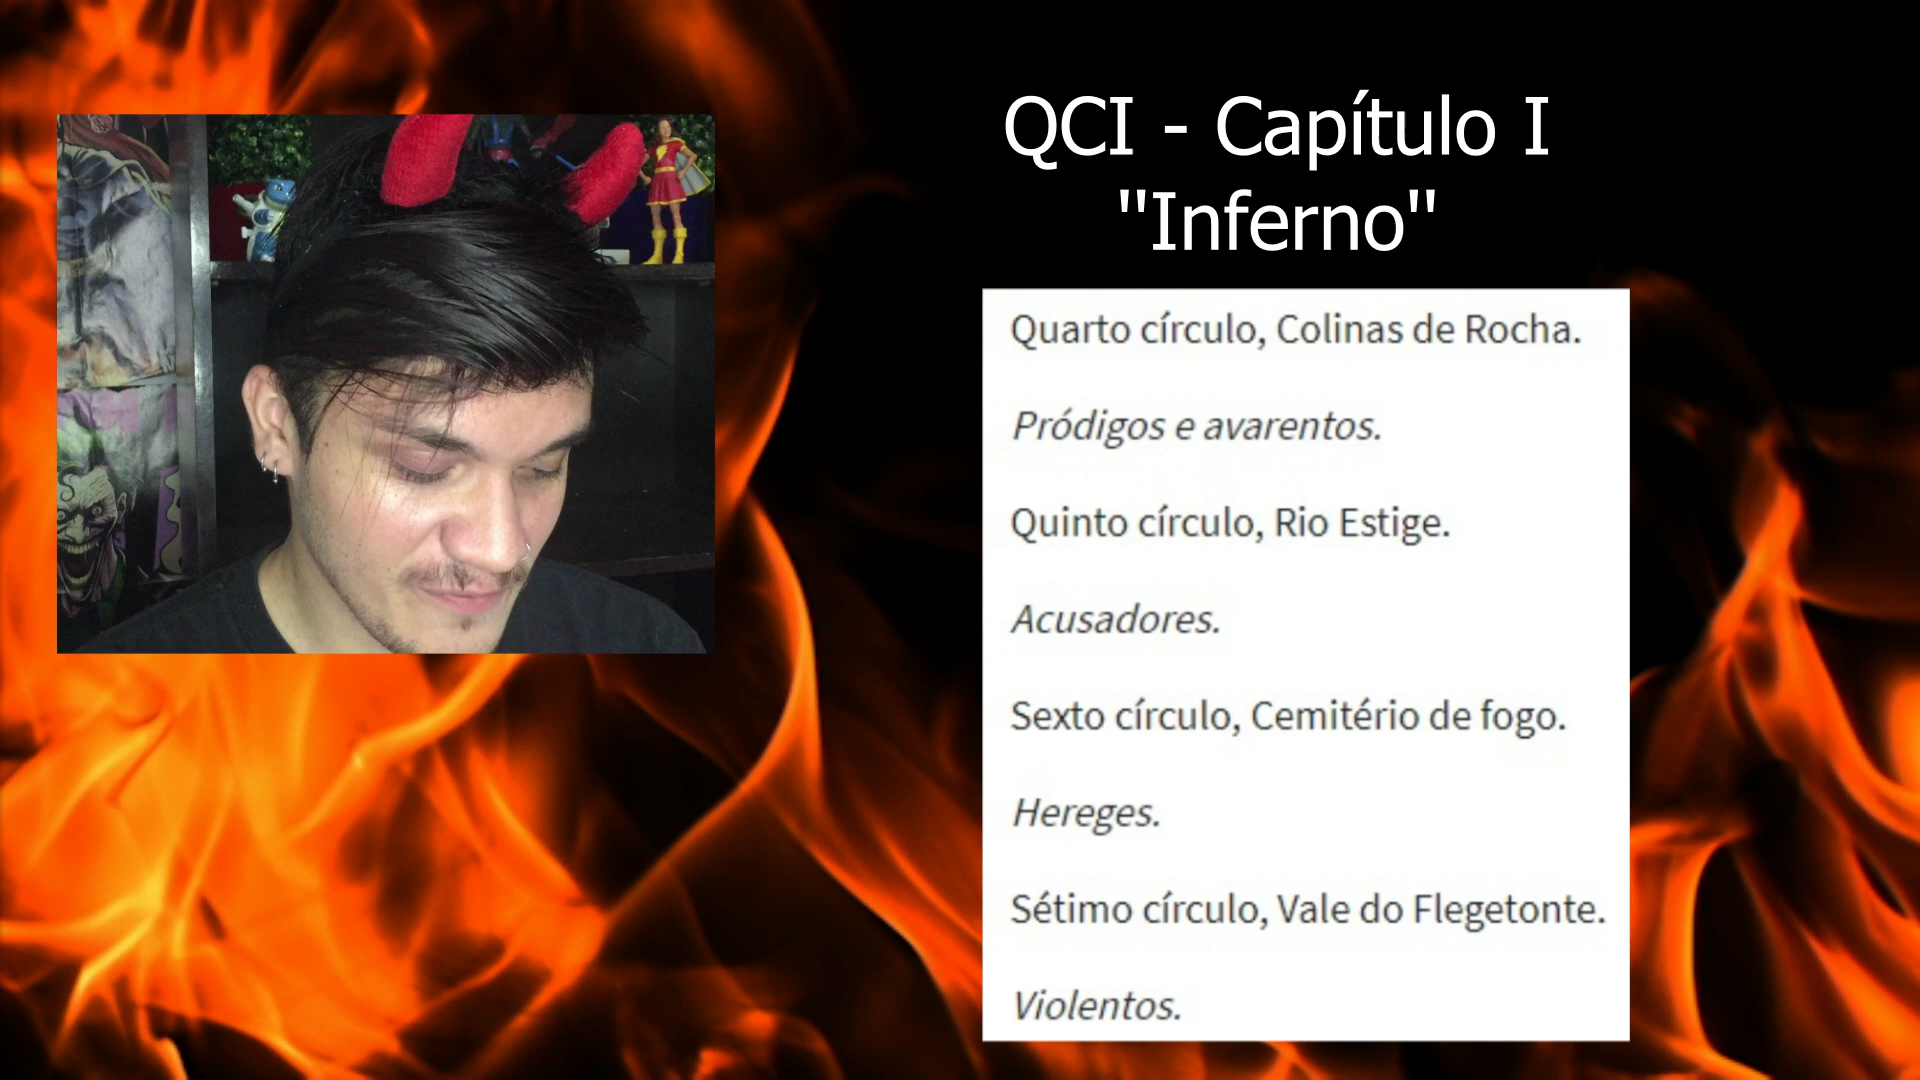 QCI - Capítulo I
"Inferno"
Quarto círculo, Colinas de Rocha.
Pródigos e avarentos.
Quinto círculo, Rio Estige.
Acusadores.
Sexto círculo, Cemitério de fogo.
Hereges.
Sétimo círculo, Vale do Flegetonte.
Violentos.